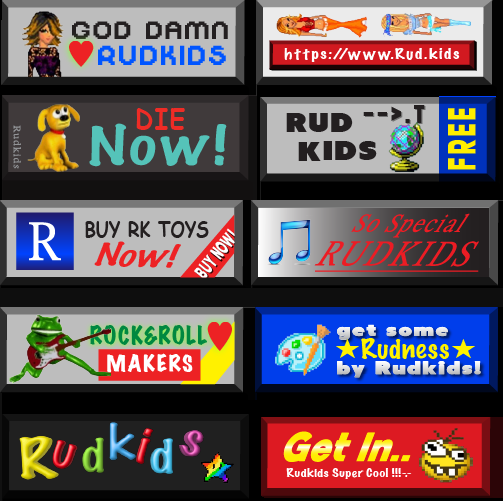 GOD DAMN
RUDKIDS
https://www.Rud.kids
Rudkids
DIE
Now!
RUD -->.T
KIDS
FREE
R
BUY RK TOYS
Now!
BUY NOW!
So Special
RUDKIDS
ROCK&ROLL
MAKERS
get some
Rudness
by Rudkids!
Rudkids
Get In..
Rudkids Super Cool !!! -.-